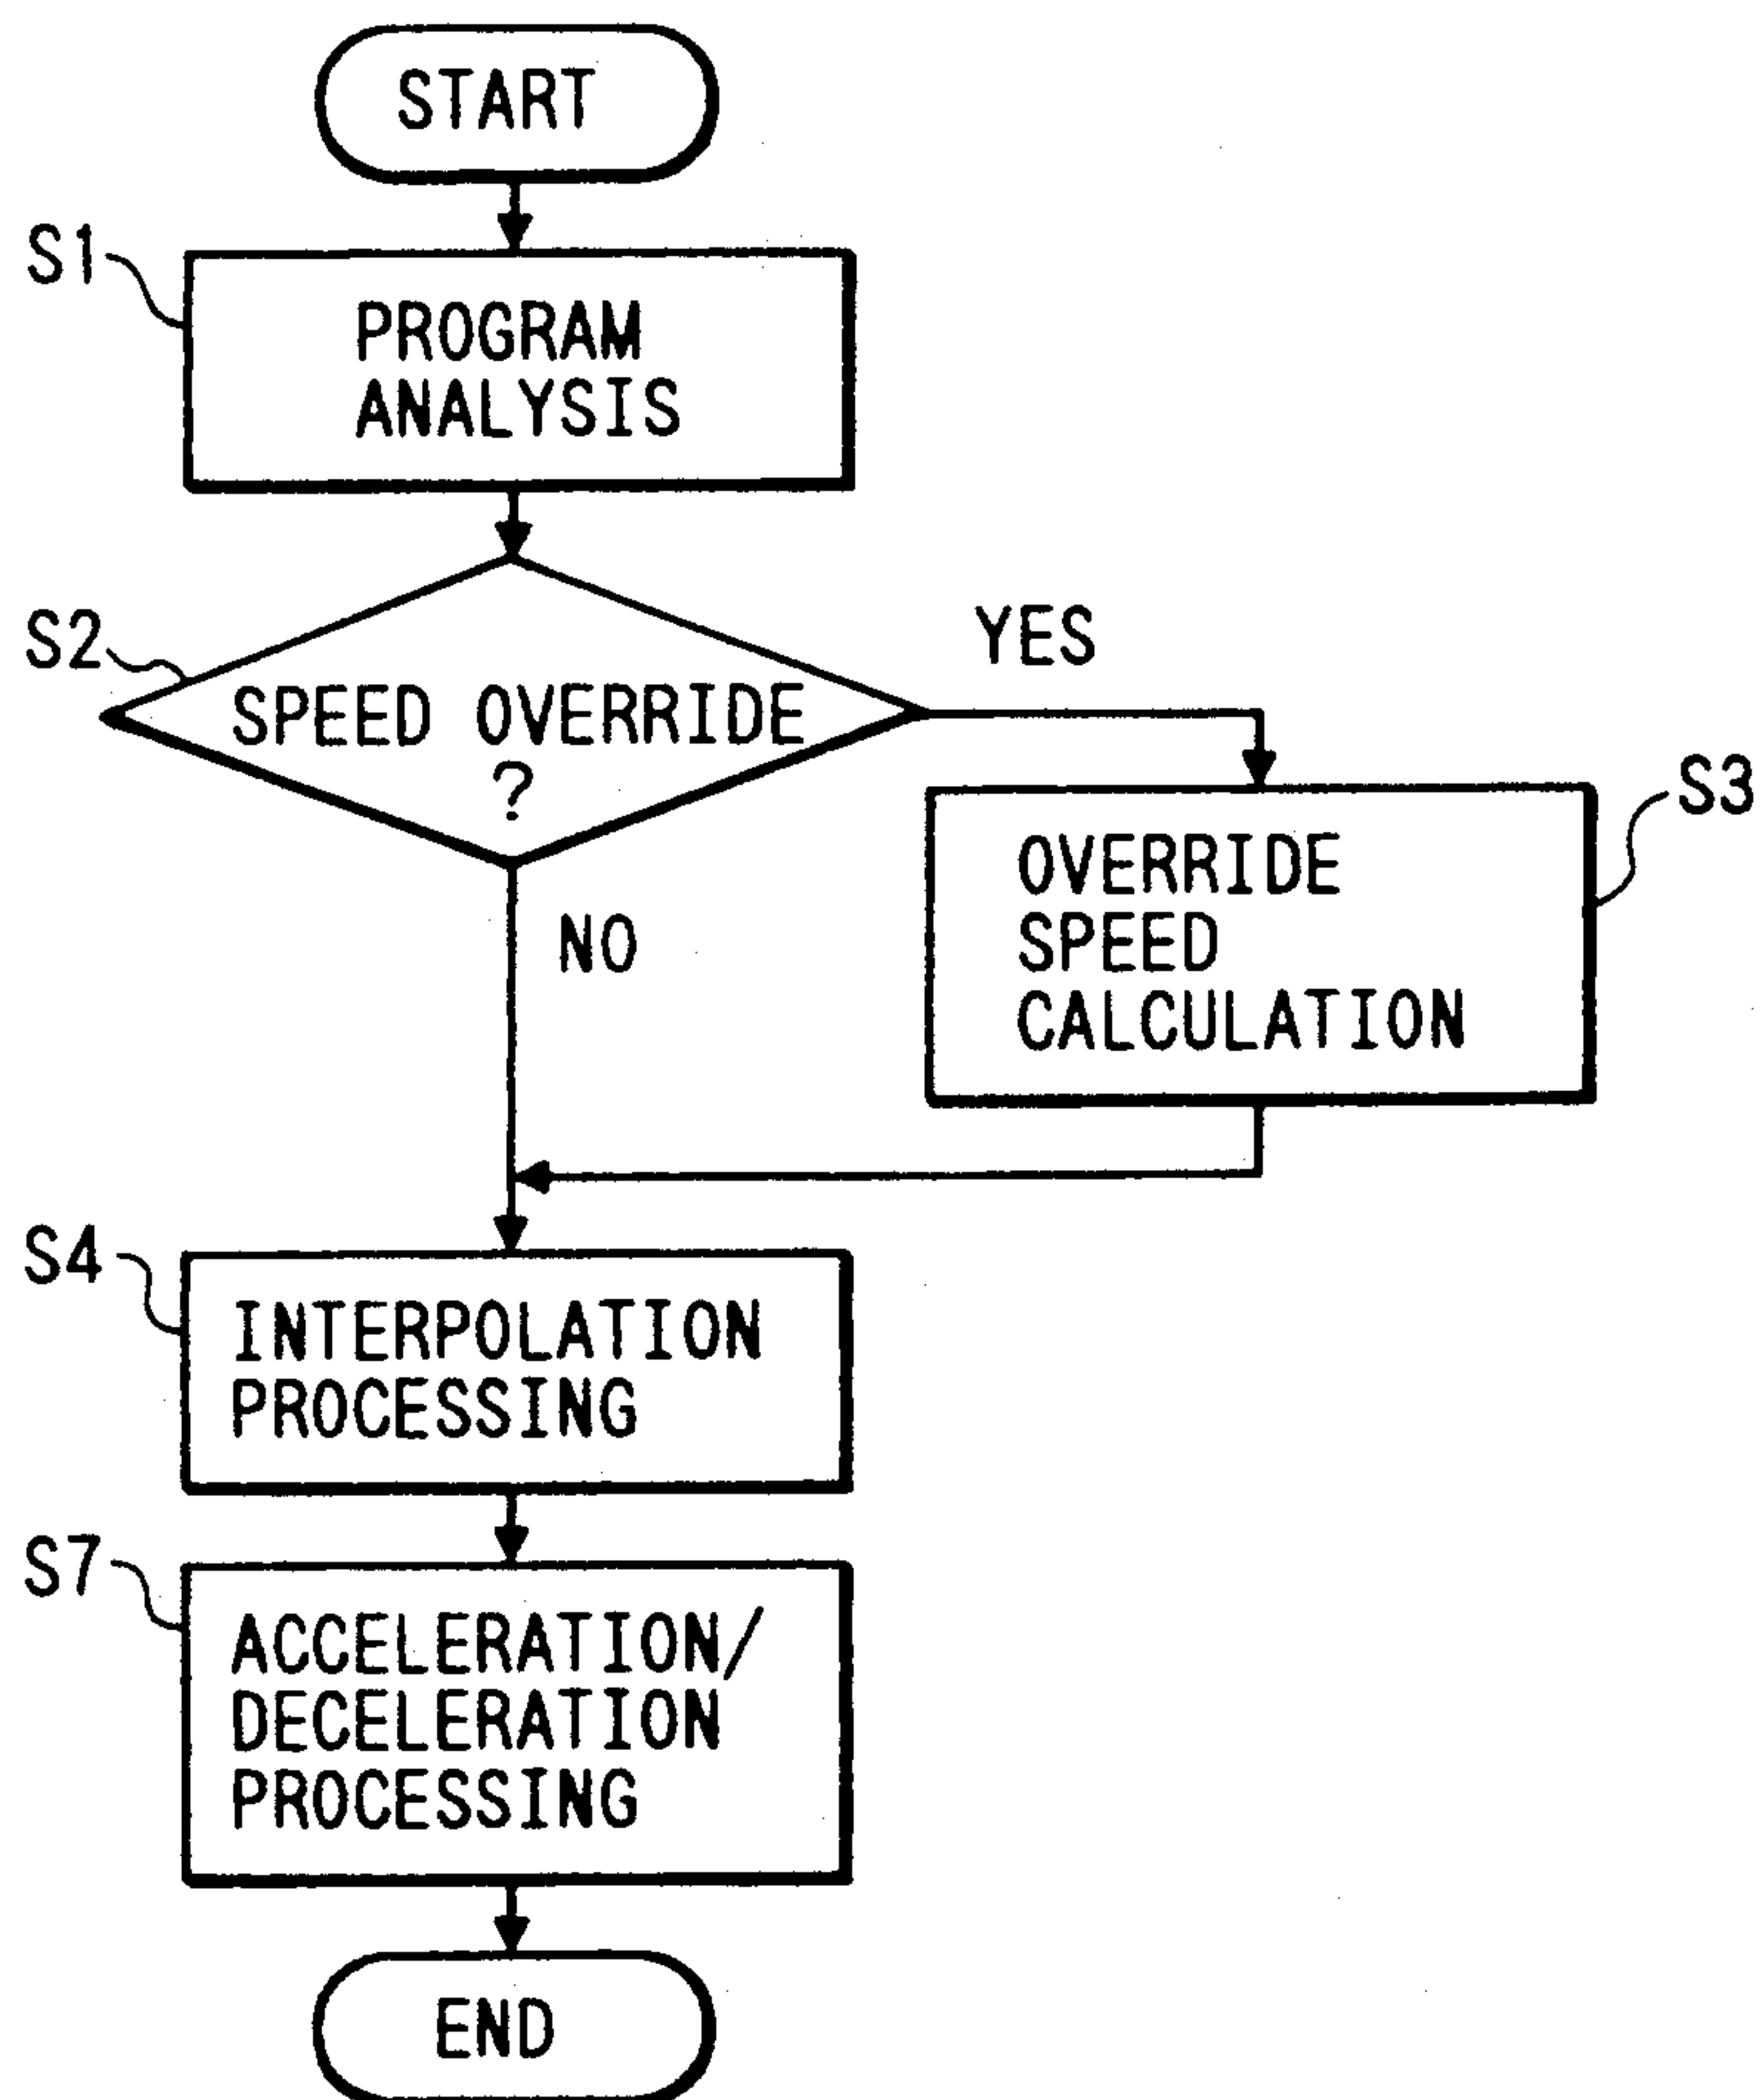 START
S1
PROGRAM
ANALYSIS
S2
SPEED OVERRIDE
?
YES
NO
S3
OVERRIDE
SPEED
CALCULATION
S4
INTERPOLATION
PROCESSING
S7
ACCELERATION/
DECELERATION
PROCESSING
END